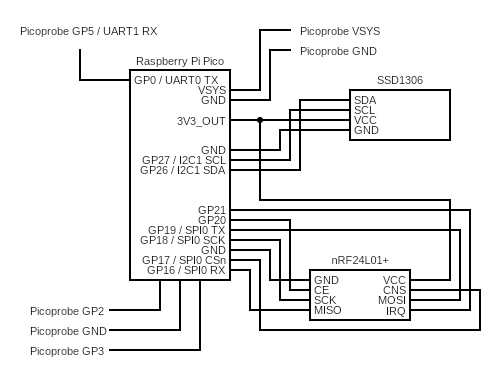 Picoprobe GP5 / UART1 RX
Picoprobe VSYS
Picoprobe GND
Raspberry Pi Pico
GP0 / UART0 TX
VSYS
GND
3V3_OUT
GND
GP27 / I2C1 SCL
GP26 / I2C1 SDA
GP21
GP20
GP19 / SPI0 TX
GP18 / SPI0 SCK
GND
GP17 / SPI0 CSn
GP16 / SPI0 RX
SSD1306
SDA
SCL
VCC
GND
nRF24L01+
GND
CE
SCK
MISO
VCC
CNS
MOSI
IRQ
Picoprobe GP2
Picoprobe GND
Picoprobe GP3